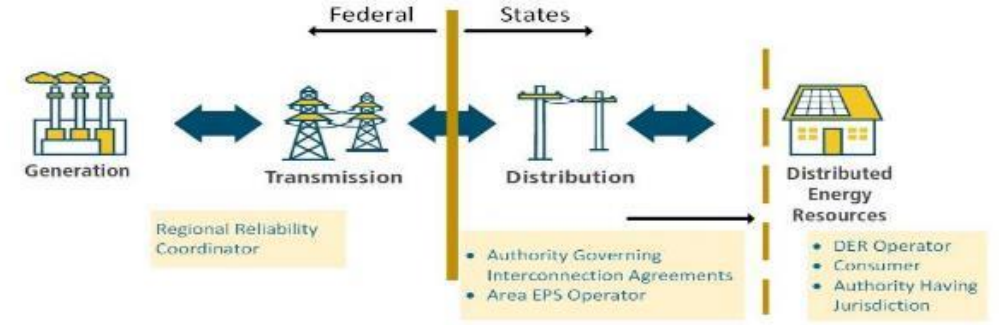 Federal
States
Generation
Transmission
Distribution
Distributed
Energy
Resources
Regional Reliability
Coordinator
• Authority Governing
Interconnection Agreements
• Area EPS Operator
• DER Operator
• Consumer
• Authority Having
Jurisdiction